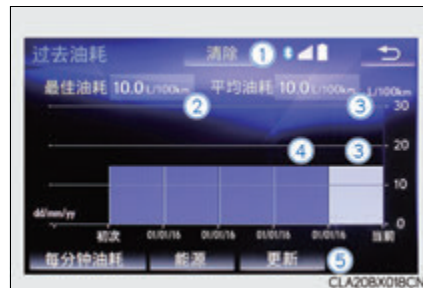 过去油耗 清除 ①
最佳油耗 10.0 L/100km 平均油耗 10.0 L/100km L/100km
② ③ 30
④ ③ 20
10
dd/mm/yy 0
初次 01/01/16 01/01/16 01/01/16 01/01/16 当前
每分钟油耗 能源 更新 ⑤
CLA20BX018CN